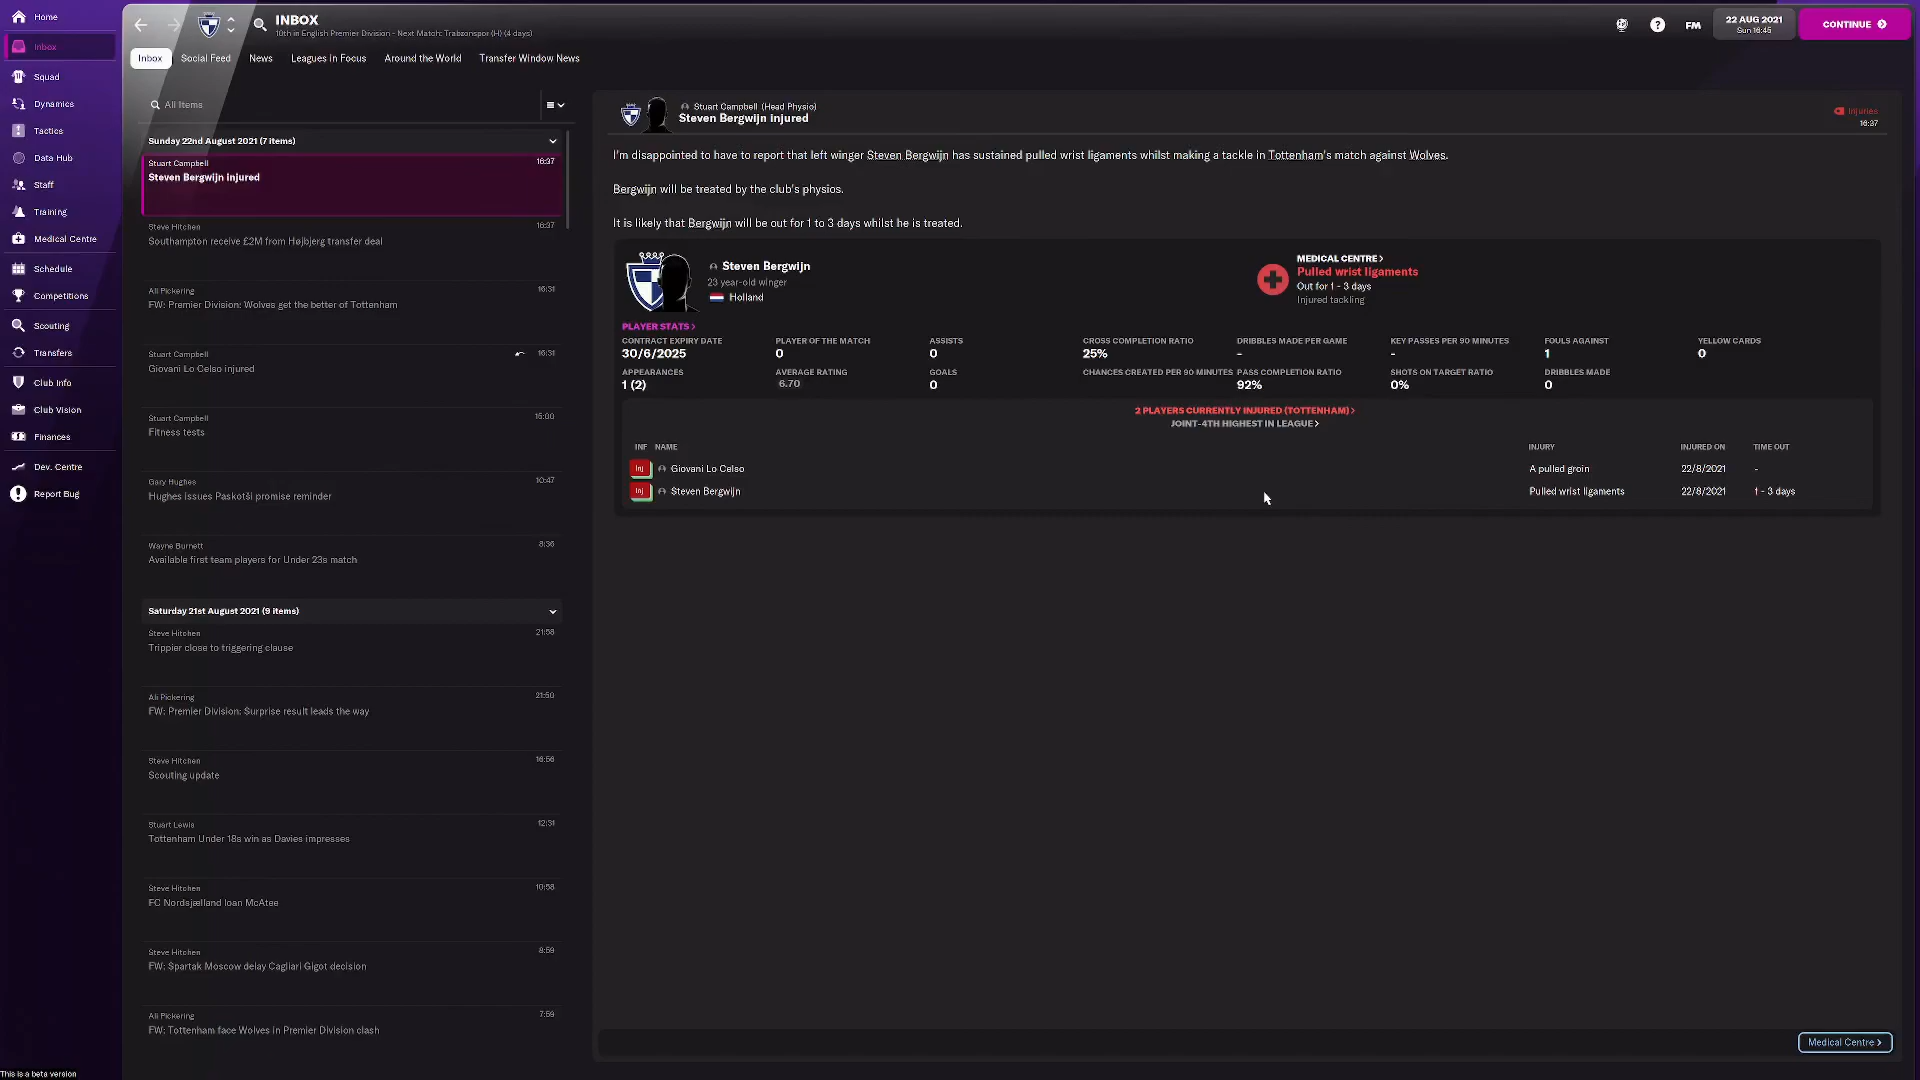 Home
Inbox
Squad
Dynamics
Tactics
Data Hub
Staff
Training
Medical Centre
Schedule
Competitions
Scouting
Transfers
Club Info
Club Vision
Finances
Dev. Centre
Report Bug
This is a beta version
INBOX
10th in English Premier Division - Next Match: Trabzonspor (H) (4 days)
FM
22 AUG 2021
Sun 16:45
CONTINUE
Inbox
Social Feed
News
Leagues in Focus
Around the World
Transfer Window News
All Items
Sunday 22nd August 2021 (7 items)
Stuart Campbell 16:37
Steven Bergwijn injured
Steve Hitchen 16:37
Southampton receive £2M from Højbjerg transfer deal
Ali Pickering 16:31
FW: Premier Division: Wolves get the better of Tottenham
Stuart Campbell 16:31
Giovani Lo Celso injured
Stuart Campbell 15:00
Fitness tests
Gary Hughes 10:47
Hughes issues Paskotši promise reminder
Wayne Burnett 8:36
Available first team players for Under 23s match
Saturday 21st August 2021 (9 items)
Steve Hitchen 21:58
Trippier close to triggering clause
Ali Pickering 21:50
FW: Premier Division: Surprise result leads the way
Steve Hitchen 16:56
Scouting update
Stuart Lewis 12:31
Tottenham Under 18s win as Davies impresses
Steve Hitchen 10:58
FC Nordsjælland loan McAtee
Steve Hitchen 8:59
FW: Spartak Moscow delay Cagliari Gigot decision
Ali Pickering 7:59
FW: Tottenham face Wolves in Premier Division clash
Stuart Campbell (Head Physio)
Steven Bergwijn injured
Injuries
16:37
I'm disappointed to have to report that left winger Steven Bergwijn has sustained pulled wrist ligaments whilst making a tackle in Tottenham's match against Wolves.
Bergwijn will be treated by the club's physios.
It is likely that Bergwijn will be out for 1 to 3 days whilst he is treated.
Steven Bergwijn
23 year-old winger
Holland
MEDICAL CENTRE >
Pulled wrist ligaments
Out for 1 - 3 days
Injured tackling
PLAYER STATS >
CONTRACT EXPIRY DATE PLAYER OF THE MATCH ASSISTS CROSS COMPLETION RATIO DRIBBLES MADE PER GAME KEY PASSES PER 90 MINUTES FOULS AGAINST YELLOW CARDS
30/6/2025 0 0 25% - - 1 0
APPEARANCES AVERAGE RATING GOALS CHANCES CREATED PER 90 MINUTES PASS COMPLETION RATIO SHOTS ON TARGET RATIO DRIBBLES MADE
1 (2) 6.70 0 92% 0% 0
2 PLAYERS CURRENTLY INJURED (TOTTENHAM) >
JOINT-4TH HIGHEST IN LEAGUE >
INF NAME INJURY INJURED ON TIME OUT
Inj Giovani Lo Celso A pulled groin 22/8/2021 -
Inj Steven Bergwijn Pulled wrist ligaments 22/8/2021 1 - 3 days
Medical Centre >